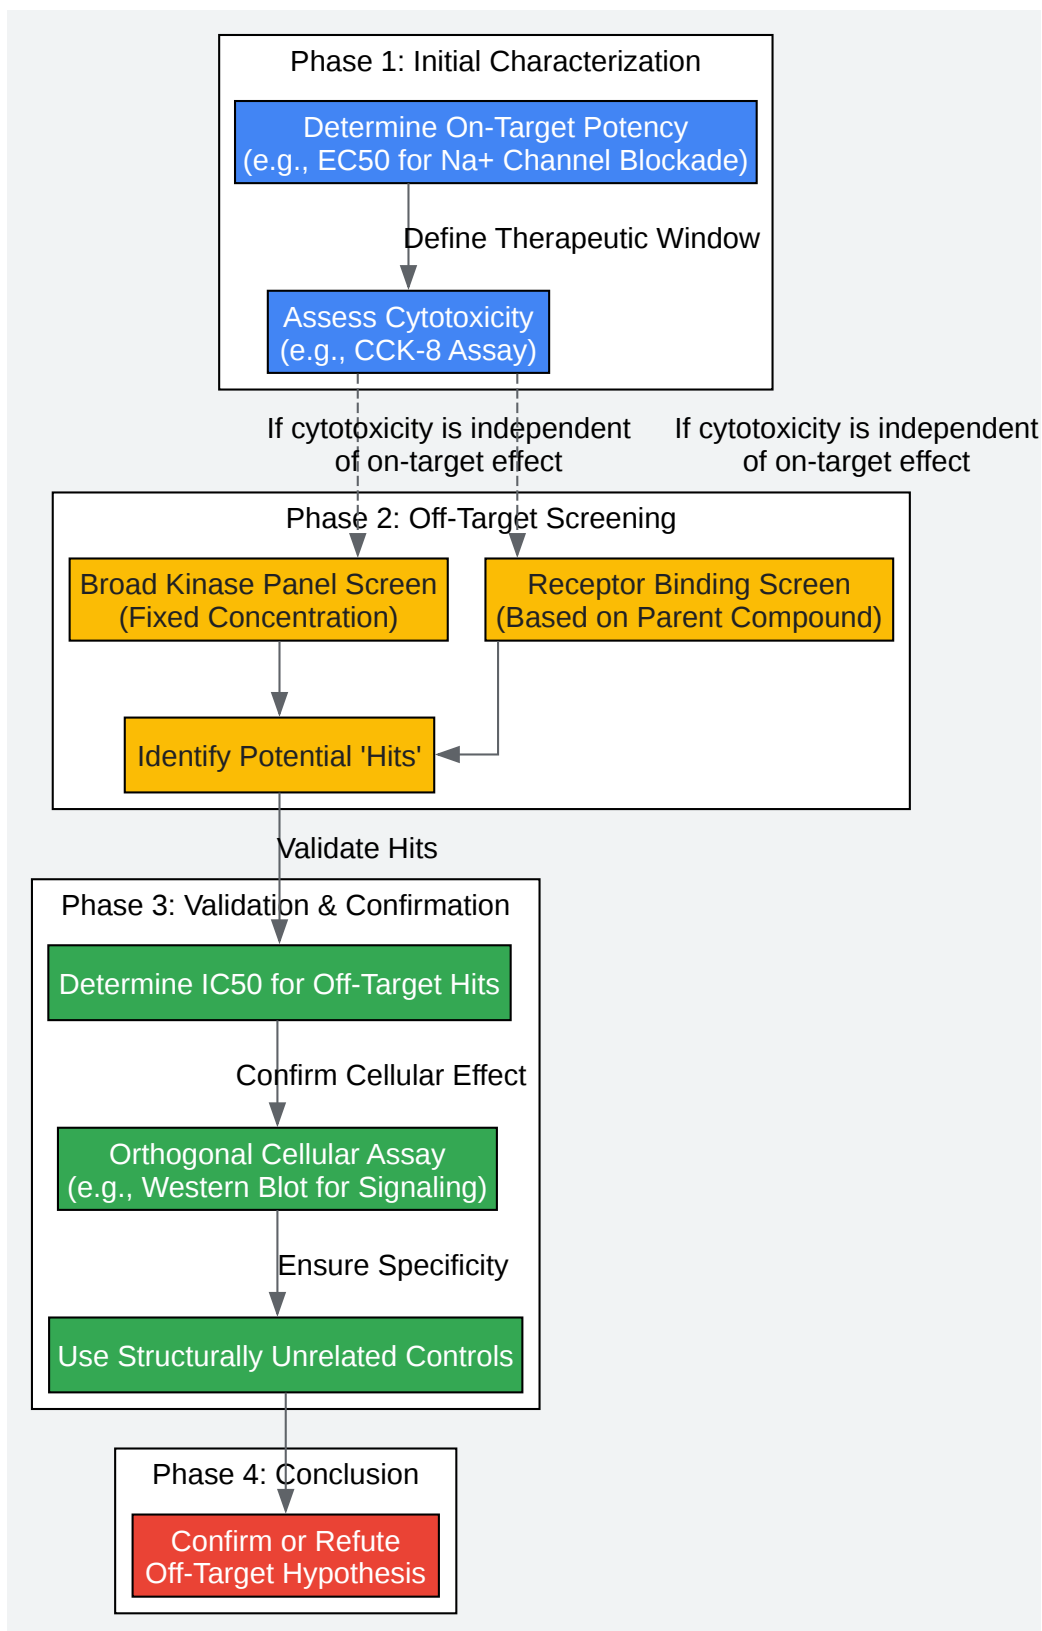 Phase 1: Initial Characterization
Determine On-Target Potency
(e.g., EC50 for Na+ Channel Blockade)
Define Therapeutic Window
Assess Cytotoxicity
(e.g., CCK-8 Assay)
If cytotoxicity is independent
of on-target effect
If cytotoxicity is independent
of on-target effect
Phase 2: Off-Target Screening
Broad Kinase Panel Screen
(Fixed Concentration)
Receptor Binding Screen
(Based on Parent Compound)
Identify Potential 'Hits'
Validate Hits
Phase 3: Validation & Confirmation
Determine IC50 for Off-Target Hits
Confirm Cellular Effect
Orthogonal Cellular Assay
(e.g., Western Blot for Signaling)
Ensure Specificity
Use Structurally Unrelated Controls
Phase 4: Conclusion
Confirm or Refute
Off-Target Hypothesis